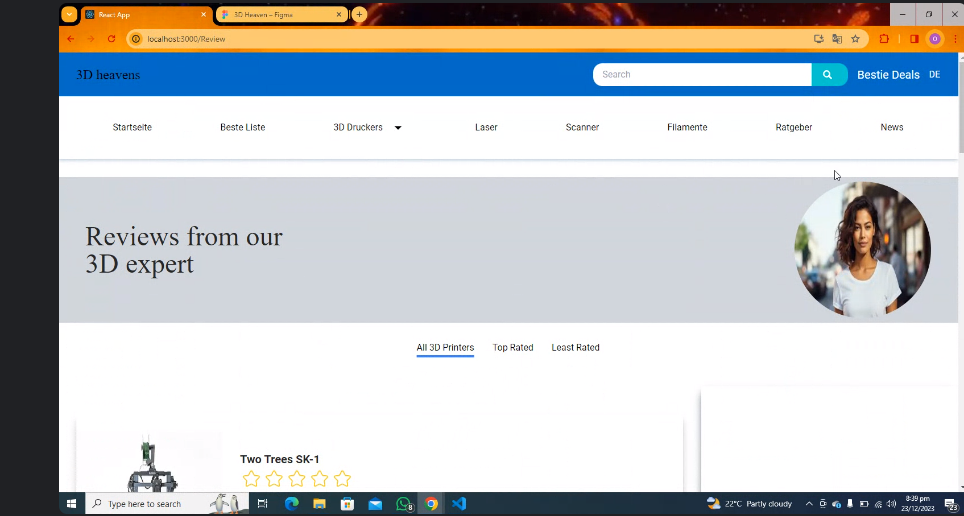 React App
3D Heaven – Figma
localhost:3000/Review
3D heavens
Search
Bestie Deals
DE
Startseite
Beste Liste
3D Druckers
Laser
Scanner
Filamente
Ratgeber
News
Reviews from our
3D expert
All 3D Printers
Top Rated
Least Rated
Two Trees SK-1
Type here to search
8
22°C Partly cloudy
8:39 pm
23/12/2023
23